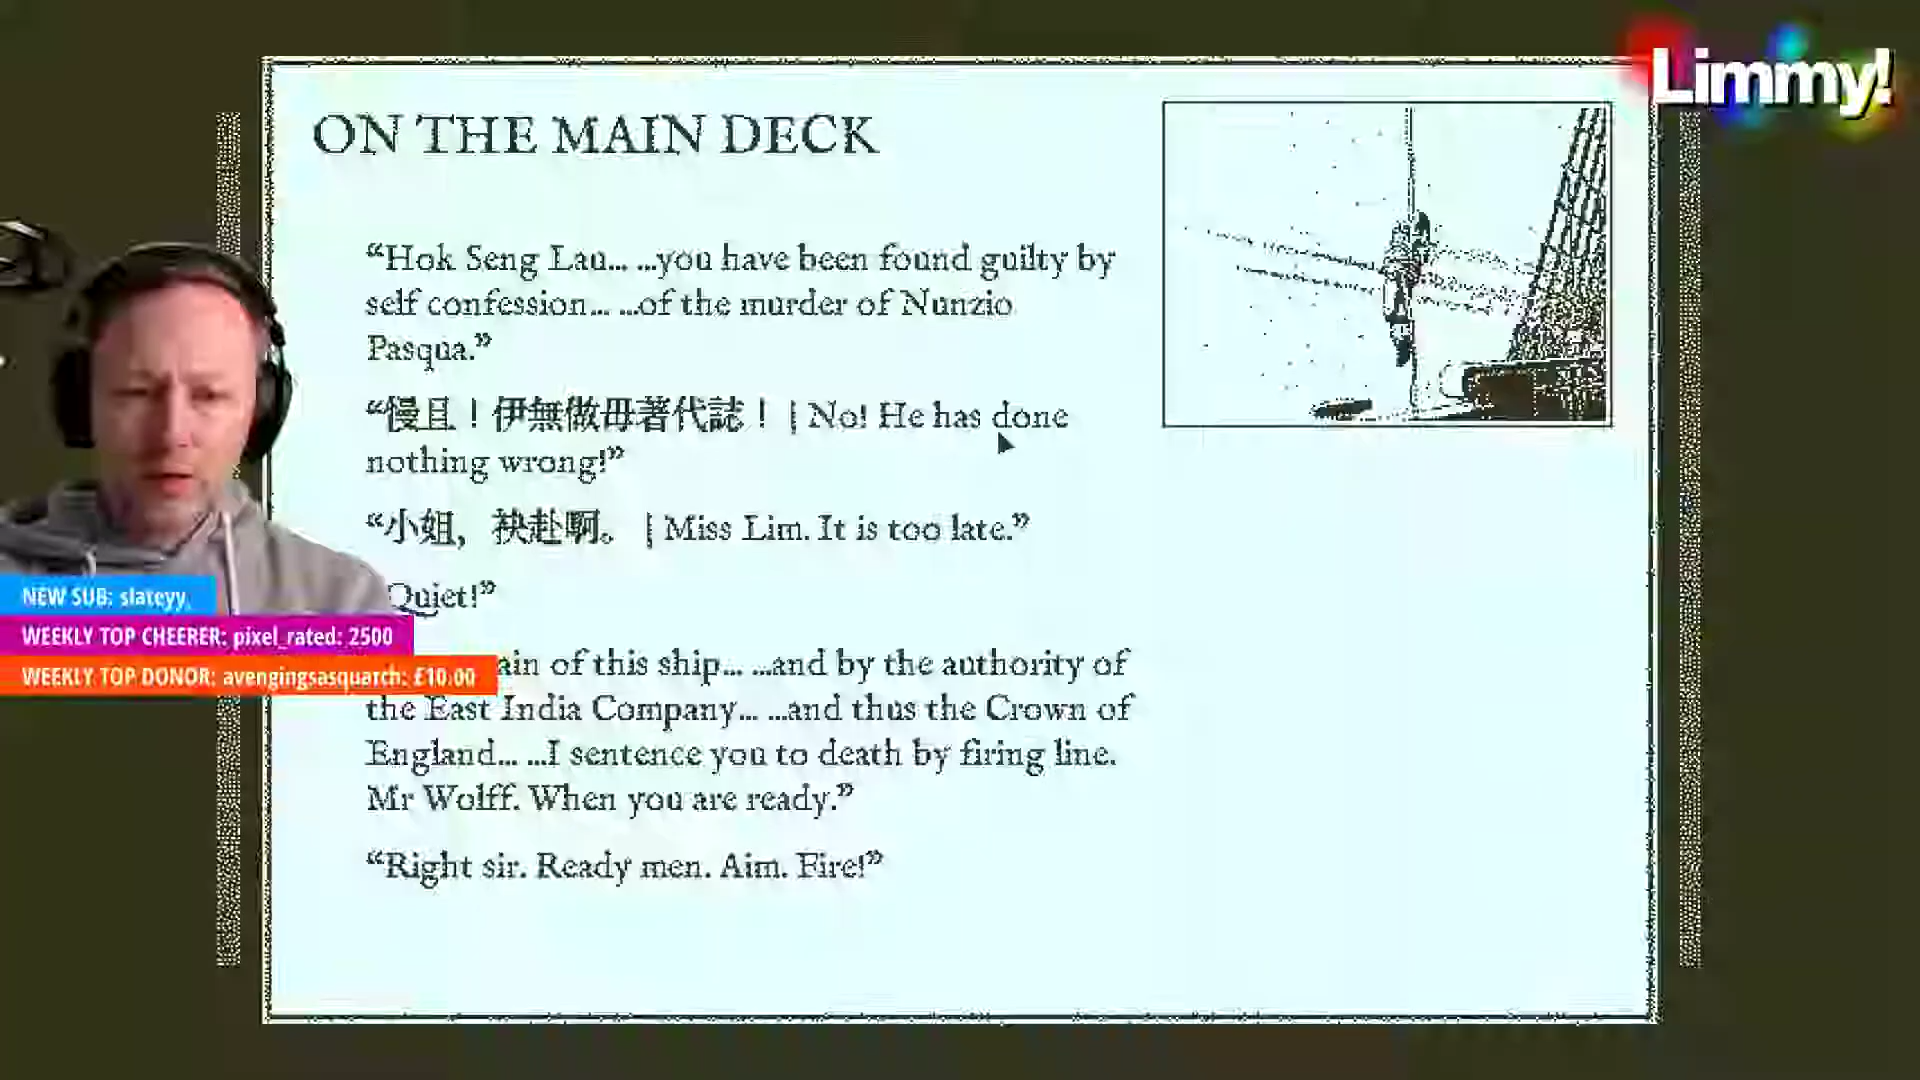 Limmy!
ON THE MAIN DECK
“Hok Seng Lau... ...you have been found guilty by
self confession... ...of the murder of Nunzio
Pasqua.”
“慢且！伊無做毋著代誌！ | No! He has done
nothing wrong!”
“小姐，袂赴啊。 | Miss Lim. It is too late.”
Quiet!”
ain of this ship... ...and by the authority of
the East India Company... ...and thus the Crown of
England... ...I sentence you to death by firing line.
Mr Wolff. When you are ready.”
“Right sir. Ready men. Aim. Fire!”
NEW SUB: slateyy_
WEEKLY TOP CHEERER: pixel_rated: 2500
WEEKLY TOP DONOR: avengingsasquarch: £10.00